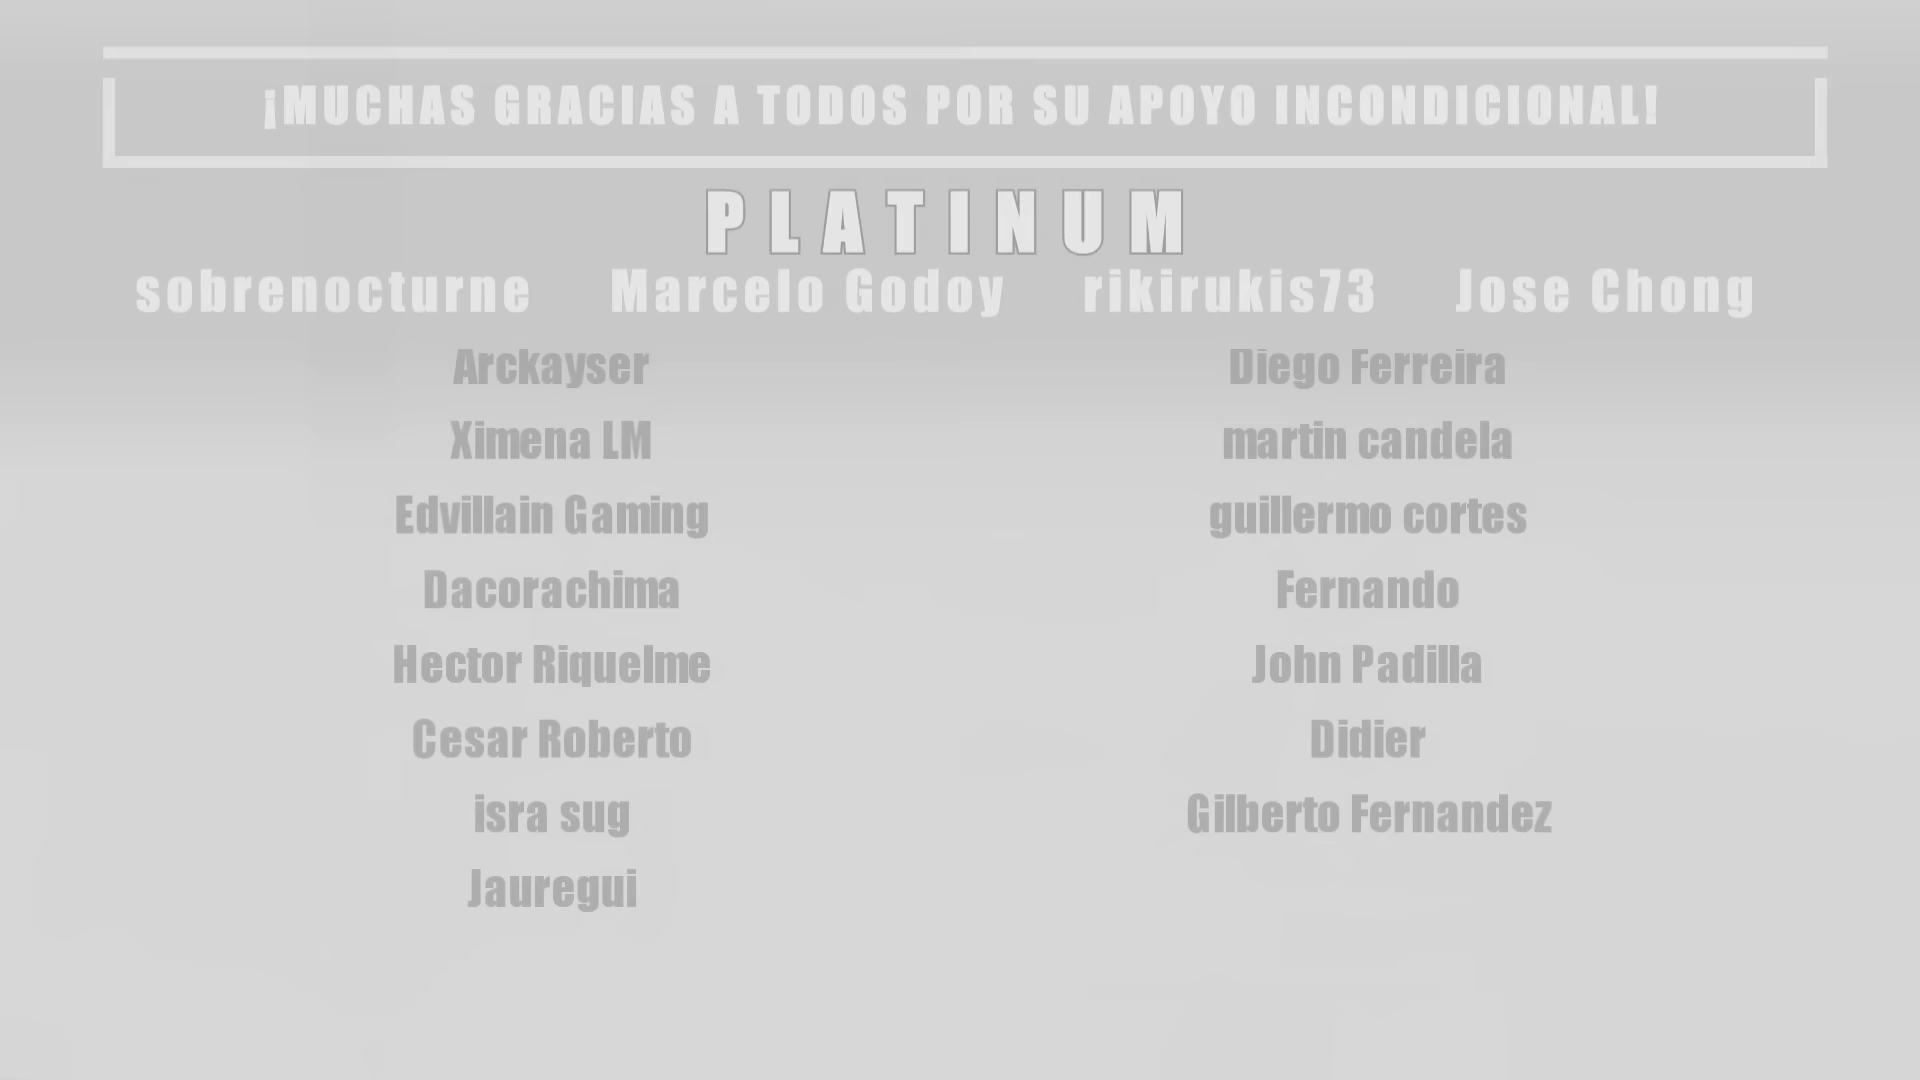 ¡MUCHAS GRACIAS A TODOS POR SU APOYO INCONDICIONAL!
PLATINUM
sobrenocturne Marcelo Godoy rikirukis73 Jose Chong
Arckayser
Ximena LM
Edvillain Gaming
Dacorachima
Hector Riquelme
Cesar Roberto
isra sug
Jauregui
Diego Ferreira
martin candela
guillermo cortes
Fernando
John Padilla
Didier
Gilberto Fernandez